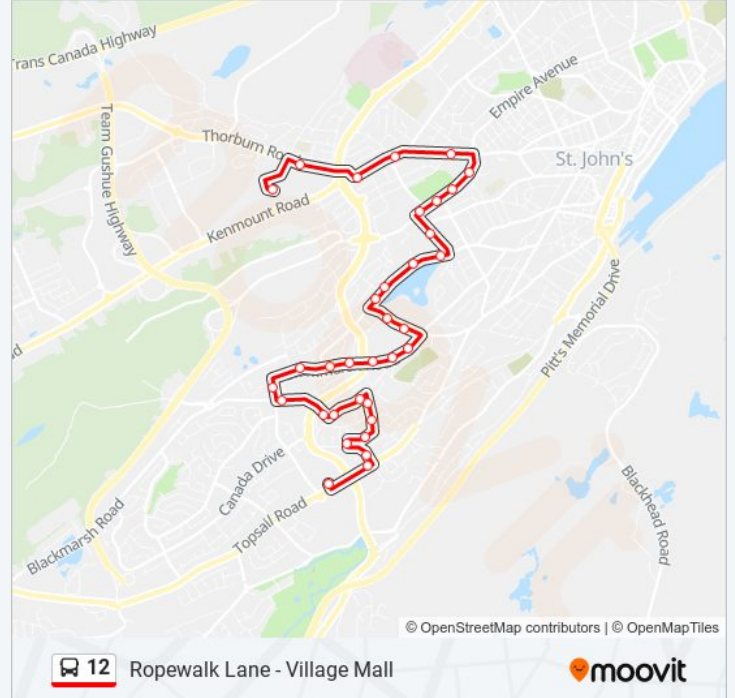 Trans Canada Highway
Empire Avenue
Team Gushue Highway
Thorburn Ro
St. John's
Kenmount Road
Pitt's Memorial Drive
Canada Drive
Topsail Road
Blackmarsh Road
Blackhead Road
© OpenStreetMap contributors | © OpenMapTiles
12 Ropewalk Lane - Village Mall
moovit